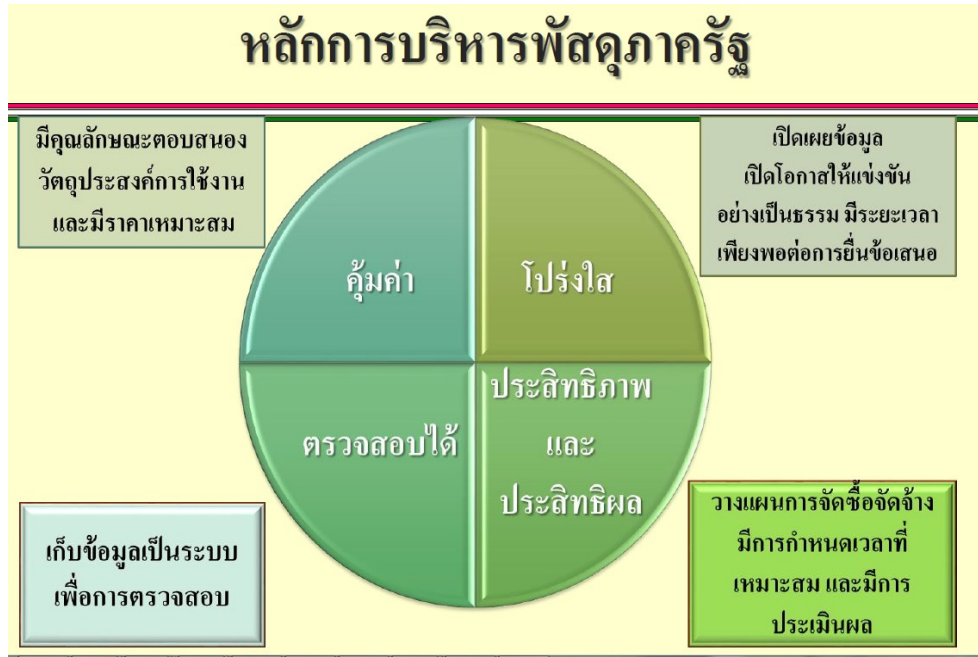 หลักการบริหารพัสดุภาครัฐ
มีคุณลักษณะตอบสนอง
วัตถุประสงค์การใช้งาน
และมีราคาเหมาะสม
เปิดเผยข้อมูล
เปิดโอกาสให้แข่งขัน
อย่างเป็นธรรม มีระยะเวลา
เพียงพอต่อการยื่นข้อเสนอ
คุ้มค่า
โปร่งใส
ตรวจสอบได้
ประสิทธิภาพ
และ
ประสิทธิผล
เก็บข้อมูลเป็นระบบ
เพื่อการตรวจสอบ
วางแผนการจัดซื้อจัดจ้าง
มีการกำหนดเวลาที่
เหมาะสม และมีการ
ประเมินผล